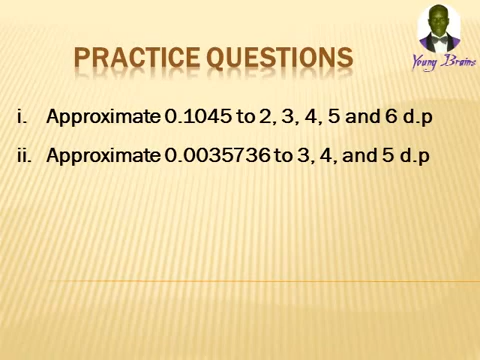 Young Brains
PRACTICE QUESTIONS
i. Approximate 0.1045 to 2, 3, 4, 5 and 6 d.p
ii. Approximate 0.0035736 to 3, 4, and 5 d.p